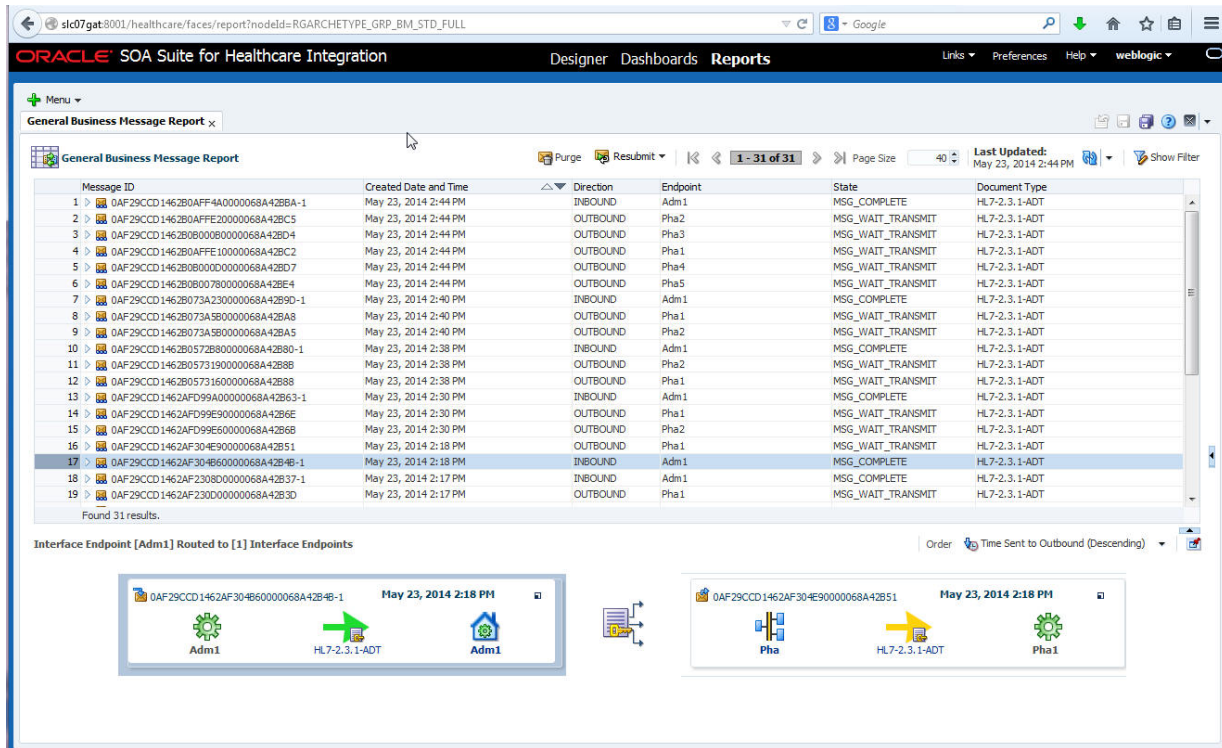 slc07gat:8001/healthcare/faces/report?nodeId=RGARCHETYPE_GRP_BM_STD_FULL Google
ORACLE SOA Suite for Healthcare Integration Designer Dashboards Reports Links Preferences Help weblogic
Menu
General Business Message Report x
General Business Message Report Purge Resubmit 1 - 31 of 31 Page Size 40 Last Updated: May 23, 2014 2:44 PM Show Filter
Message ID Created Date and Time Direction Endpoint State Document Type
1 0AF29CCD1462B0AFF4A0000068A42BBA-1 May 23, 2014 2:44 PM INBOUND Adm1 MSG_COMPLETE HL7-2.3.1-ADT
2 0AF29CCD1462B0AFFE20000068A42BC5 May 23, 2014 2:44 PM OUTBOUND Pha2 MSG_WAIT_TRANSMIT HL7-2.3.1-ADT
3 0AF29CCD1462B0B000B0000068A42BD4 May 23, 2014 2:44 PM OUTBOUND Pha3 MSG_WAIT_TRANSMIT HL7-2.3.1-ADT
4 0AF29CCD1462B0AFFE10000068A42BC2 May 23, 2014 2:44 PM OUTBOUND Pha1 MSG_WAIT_TRANSMIT HL7-2.3.1-ADT
5 0AF29CCD1462B0B000D0000068A42BD7 May 23, 2014 2:44 PM OUTBOUND Pha4 MSG_WAIT_TRANSMIT HL7-2.3.1-ADT
6 0AF29CCD1462B0B00780000068A42BE4 May 23, 2014 2:44 PM OUTBOUND Pha5 MSG_WAIT_TRANSMIT HL7-2.3.1-ADT
7 0AF29CCD1462B073A230000068A42B9D-1 May 23, 2014 2:40 PM INBOUND Adm1 MSG_COMPLETE HL7-2.3.1-ADT
8 0AF29CCD1462B073A5B0000068A42BA8 May 23, 2014 2:40 PM OUTBOUND Pha1 MSG_WAIT_TRANSMIT HL7-2.3.1-ADT
9 0AF29CCD1462B073A5B0000068A42BA5 May 23, 2014 2:40 PM OUTBOUND Pha2 MSG_WAIT_TRANSMIT HL7-2.3.1-ADT
10 0AF29CCD1462B0572B80000068A42B80-1 May 23, 2014 2:38 PM INBOUND Adm1 MSG_COMPLETE HL7-2.3.1-ADT
11 0AF29CCD1462B0573190000068A42B8B May 23, 2014 2:38 PM OUTBOUND Pha2 MSG_WAIT_TRANSMIT HL7-2.3.1-ADT
12 0AF29CCD1462B0573160000068A42B88 May 23, 2014 2:38 PM OUTBOUND Pha1 MSG_WAIT_TRANSMIT HL7-2.3.1-ADT
13 0AF29CCD1462AFD99A00000068A42B63-1 May 23, 2014 2:30 PM INBOUND Adm1 MSG_COMPLETE HL7-2.3.1-ADT
14 0AF29CCD1462AFD99E90000068A42B6E May 23, 2014 2:30 PM OUTBOUND Pha1 MSG_WAIT_TRANSMIT HL7-2.3.1-ADT
15 0AF29CCD1462AFD99E60000068A42B6B May 23, 2014 2:30 PM OUTBOUND Pha2 MSG_WAIT_TRANSMIT HL7-2.3.1-ADT
16 0AF29CCD1462AF304E90000068A42B51 May 23, 2014 2:18 PM OUTBOUND Pha1 MSG_WAIT_TRANSMIT HL7-2.3.1-ADT
17 0AF29CCD1462AF304B60000068A42B4B-1 May 23, 2014 2:18 PM INBOUND Adm1 MSG_COMPLETE HL7-2.3.1-ADT
18 0AF29CCD1462AF2308D0000068A42B37-1 May 23, 2014 2:17 PM INBOUND Adm1 MSG_COMPLETE HL7-2.3.1-ADT
19 0AF29CCD1462AF230D00000068A42B3D May 23, 2014 2:17 PM OUTBOUND Pha1 MSG_WAIT_TRANSMIT HL7-2.3.1-ADT
Found 31 results.
Interface Endpoint [Adm1] Routed to [1] Interface Endpoints Order Time Sent to Outbound (Descending)
0AF29CCD1462AF304B60000068A42B4B-1 May 23, 2014 2:18 PM 0AF29CCD1462AF304E90000068A42B51 May 23, 2014 2:18 PM
Adm1 HL7-2.3.1-ADT Adm1 Pha HL7-2.3.1-ADT Pha1